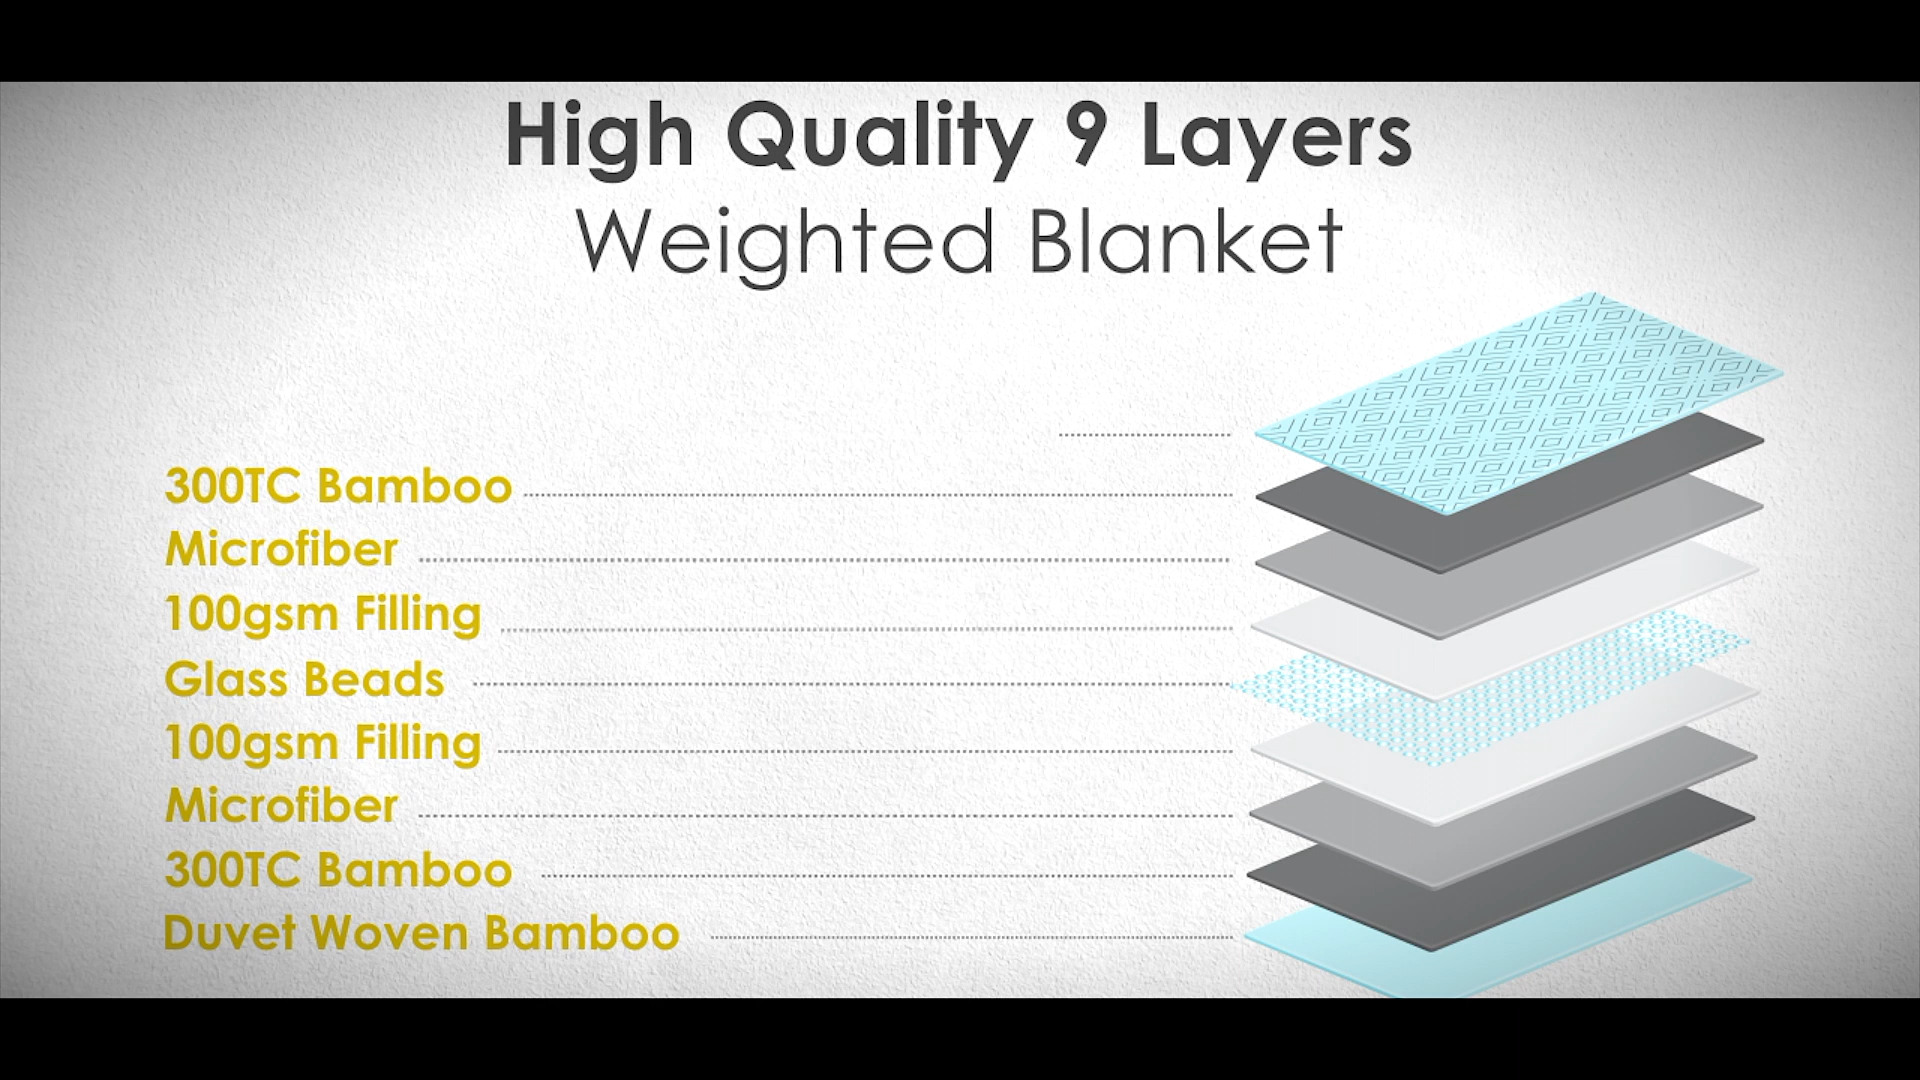 High Quality 9 Layers
Weighted Blanket
300TC Bamboo
Microfiber
100gsm Filling
Glass Beads
100gsm Filling
Microfiber
300TC Bamboo
Duvet Woven Bamboo